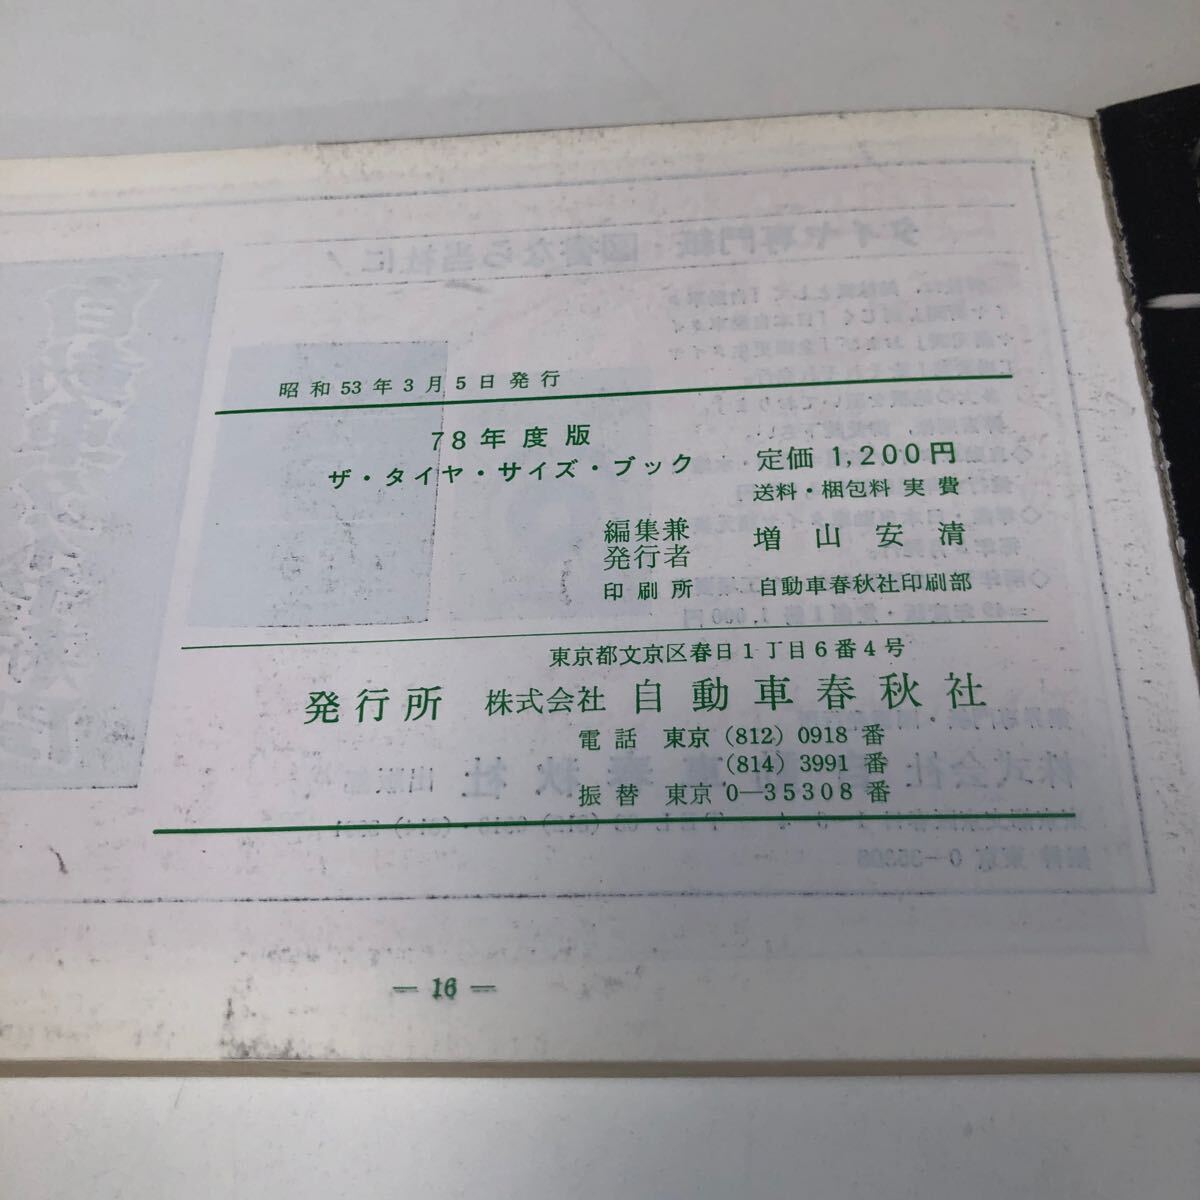 昭和53年3月5日発行
78年度版
ザ・タイヤ・サイズ・ブック 定価 1,200円
送料・梱包料 実費
編集兼
発行者 増山安清
印刷所 自動車春秋社印刷部
東京都文京区春日1丁目6番4号
発行所 株式会社 自動車春秋社
電話 東京 (812) 0918 番
(814) 3991 番
振替 東京 0—35308 番
— 16 —